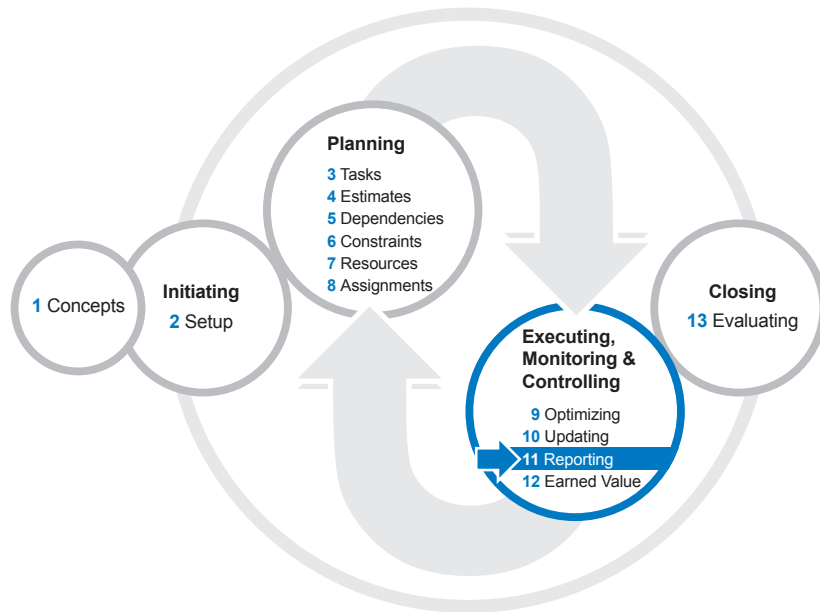 1 Concepts
Initiating
2 Setup
Planning
3 Tasks
4 Estimates
5 Dependencies
6 Constraints
7 Resources
8 Assignments
Executing,
Monitoring &
Controlling
9 Optimizing
10 Updating
11 Reporting
12 Earned Value
Closing
13 Evaluating